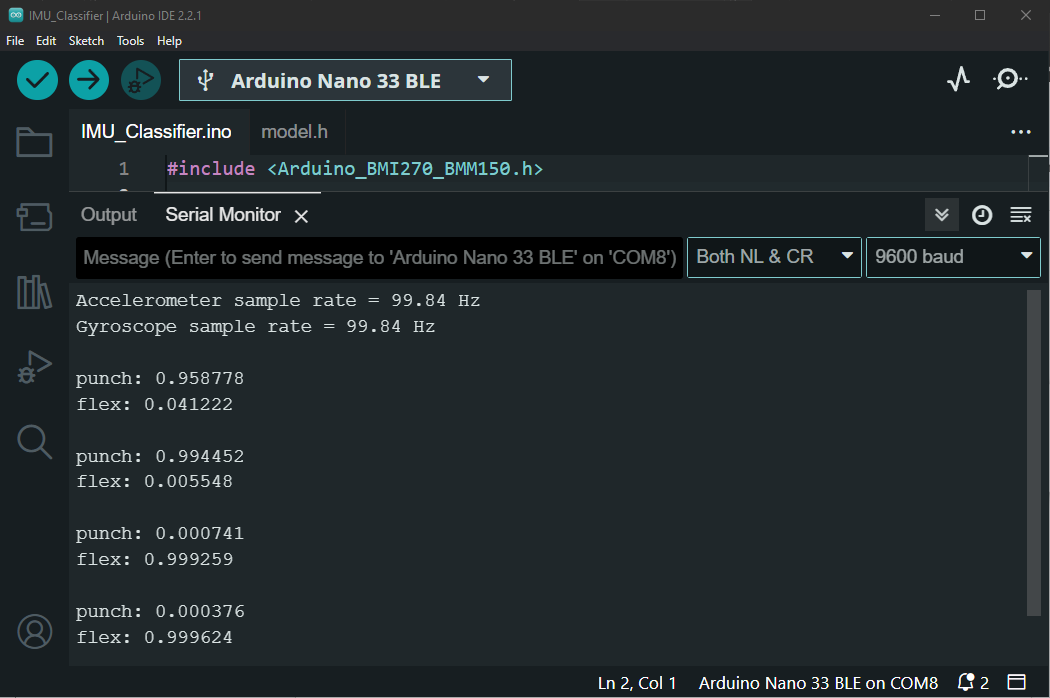 IMU_Classifier | Arduino IDE 2.2.1
File Edit Sketch Tools Help
Arduino Nano 33 BLE
IMU_Classifier.ino model.h
1 #include <Arduino_BMI270_BMM150.h>
Output Serial Monitor
Message (Enter to send message to 'Arduino Nano 33 BLE' on 'COM8') Both NL & CR 9600 baud
Accelerometer sample rate = 99.84 Hz
Gyroscope sample rate = 99.84 Hz
punch: 0.958778
flex: 0.041222
punch: 0.994452
flex: 0.005548
punch: 0.000741
flex: 0.999259
punch: 0.000376
flex: 0.999624
Ln 2, Col 1 Arduino Nano 33 BLE on COM8 2